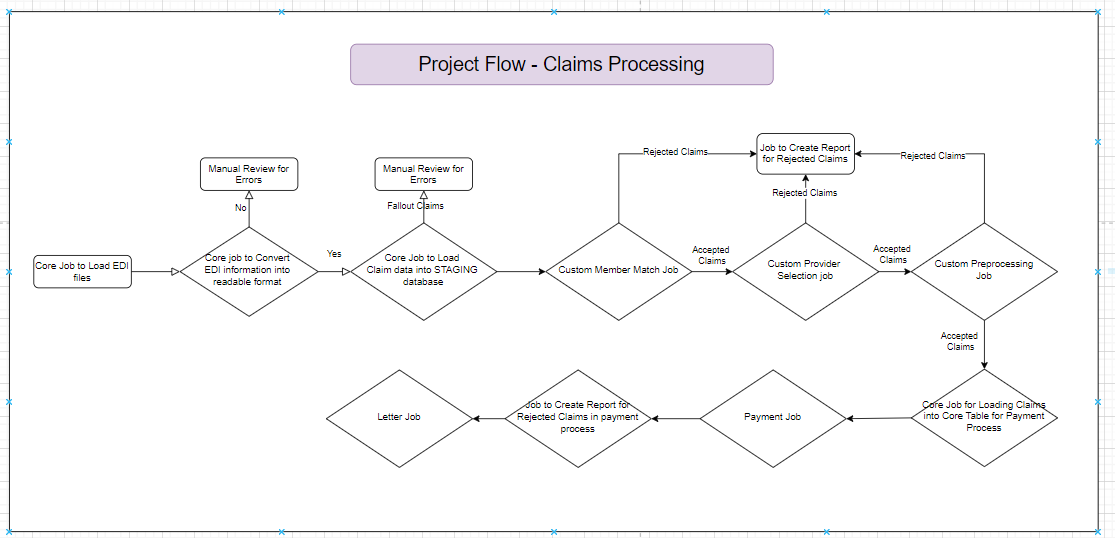 Project Flow - Claims Processing
Manual Review for
Errors
Manual Review for
Errors
Rejected Claims
Job to Create Report
for Rejected Claims
Rejected Claims
Rejected Claims
No
Fallout Claims
Core Job to Load EDI
files
Core job to Convert
EDI information into
readable format
Yes
Core Job to Load
Claim data into STAGING
database
Custom Member Match Job
Accepted
Claims
Custom Provider
Selection job
Accepted
Claims
Custom Preprocessing
Job
Accepted
Claims
Letter Job
Job to Create Report for
Rejected Claims in payment
process
Payment Job
Core Job for Loading Claims
into Core Table for Payment
Process